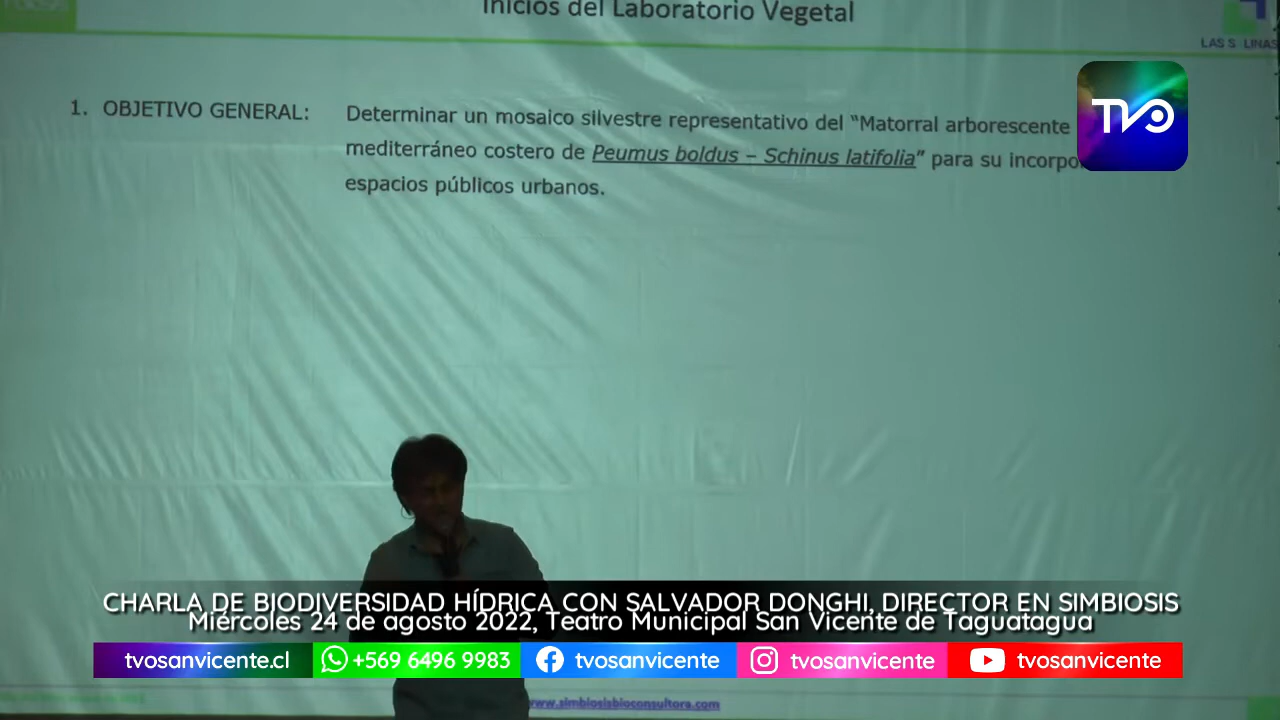 Inicios del Laboratorio Vegetal
LAS S LINAS
1. OBJETIVO GENERAL: Determinar un mosaico silvestre representativo del "Matorral arborescente
mediterráneo costero de Peumus boldus – Schinus latifolia" para su incorpo
espacios públicos urbanos.
TVO
CHARLA DE BIODIVERSIDAD HÍDRICA CON SALVADOR DONGHI, DIRECTOR EN SIMBIOSIS
Miércoles 24 de agosto 2022, Teatro Municipal San Vicente de Taguatagua
tvosanvicente.cl +569 6496 9983 tvosanvicente tvosanvicente tvosanvicente
www.simbiosisbioconsultora.com